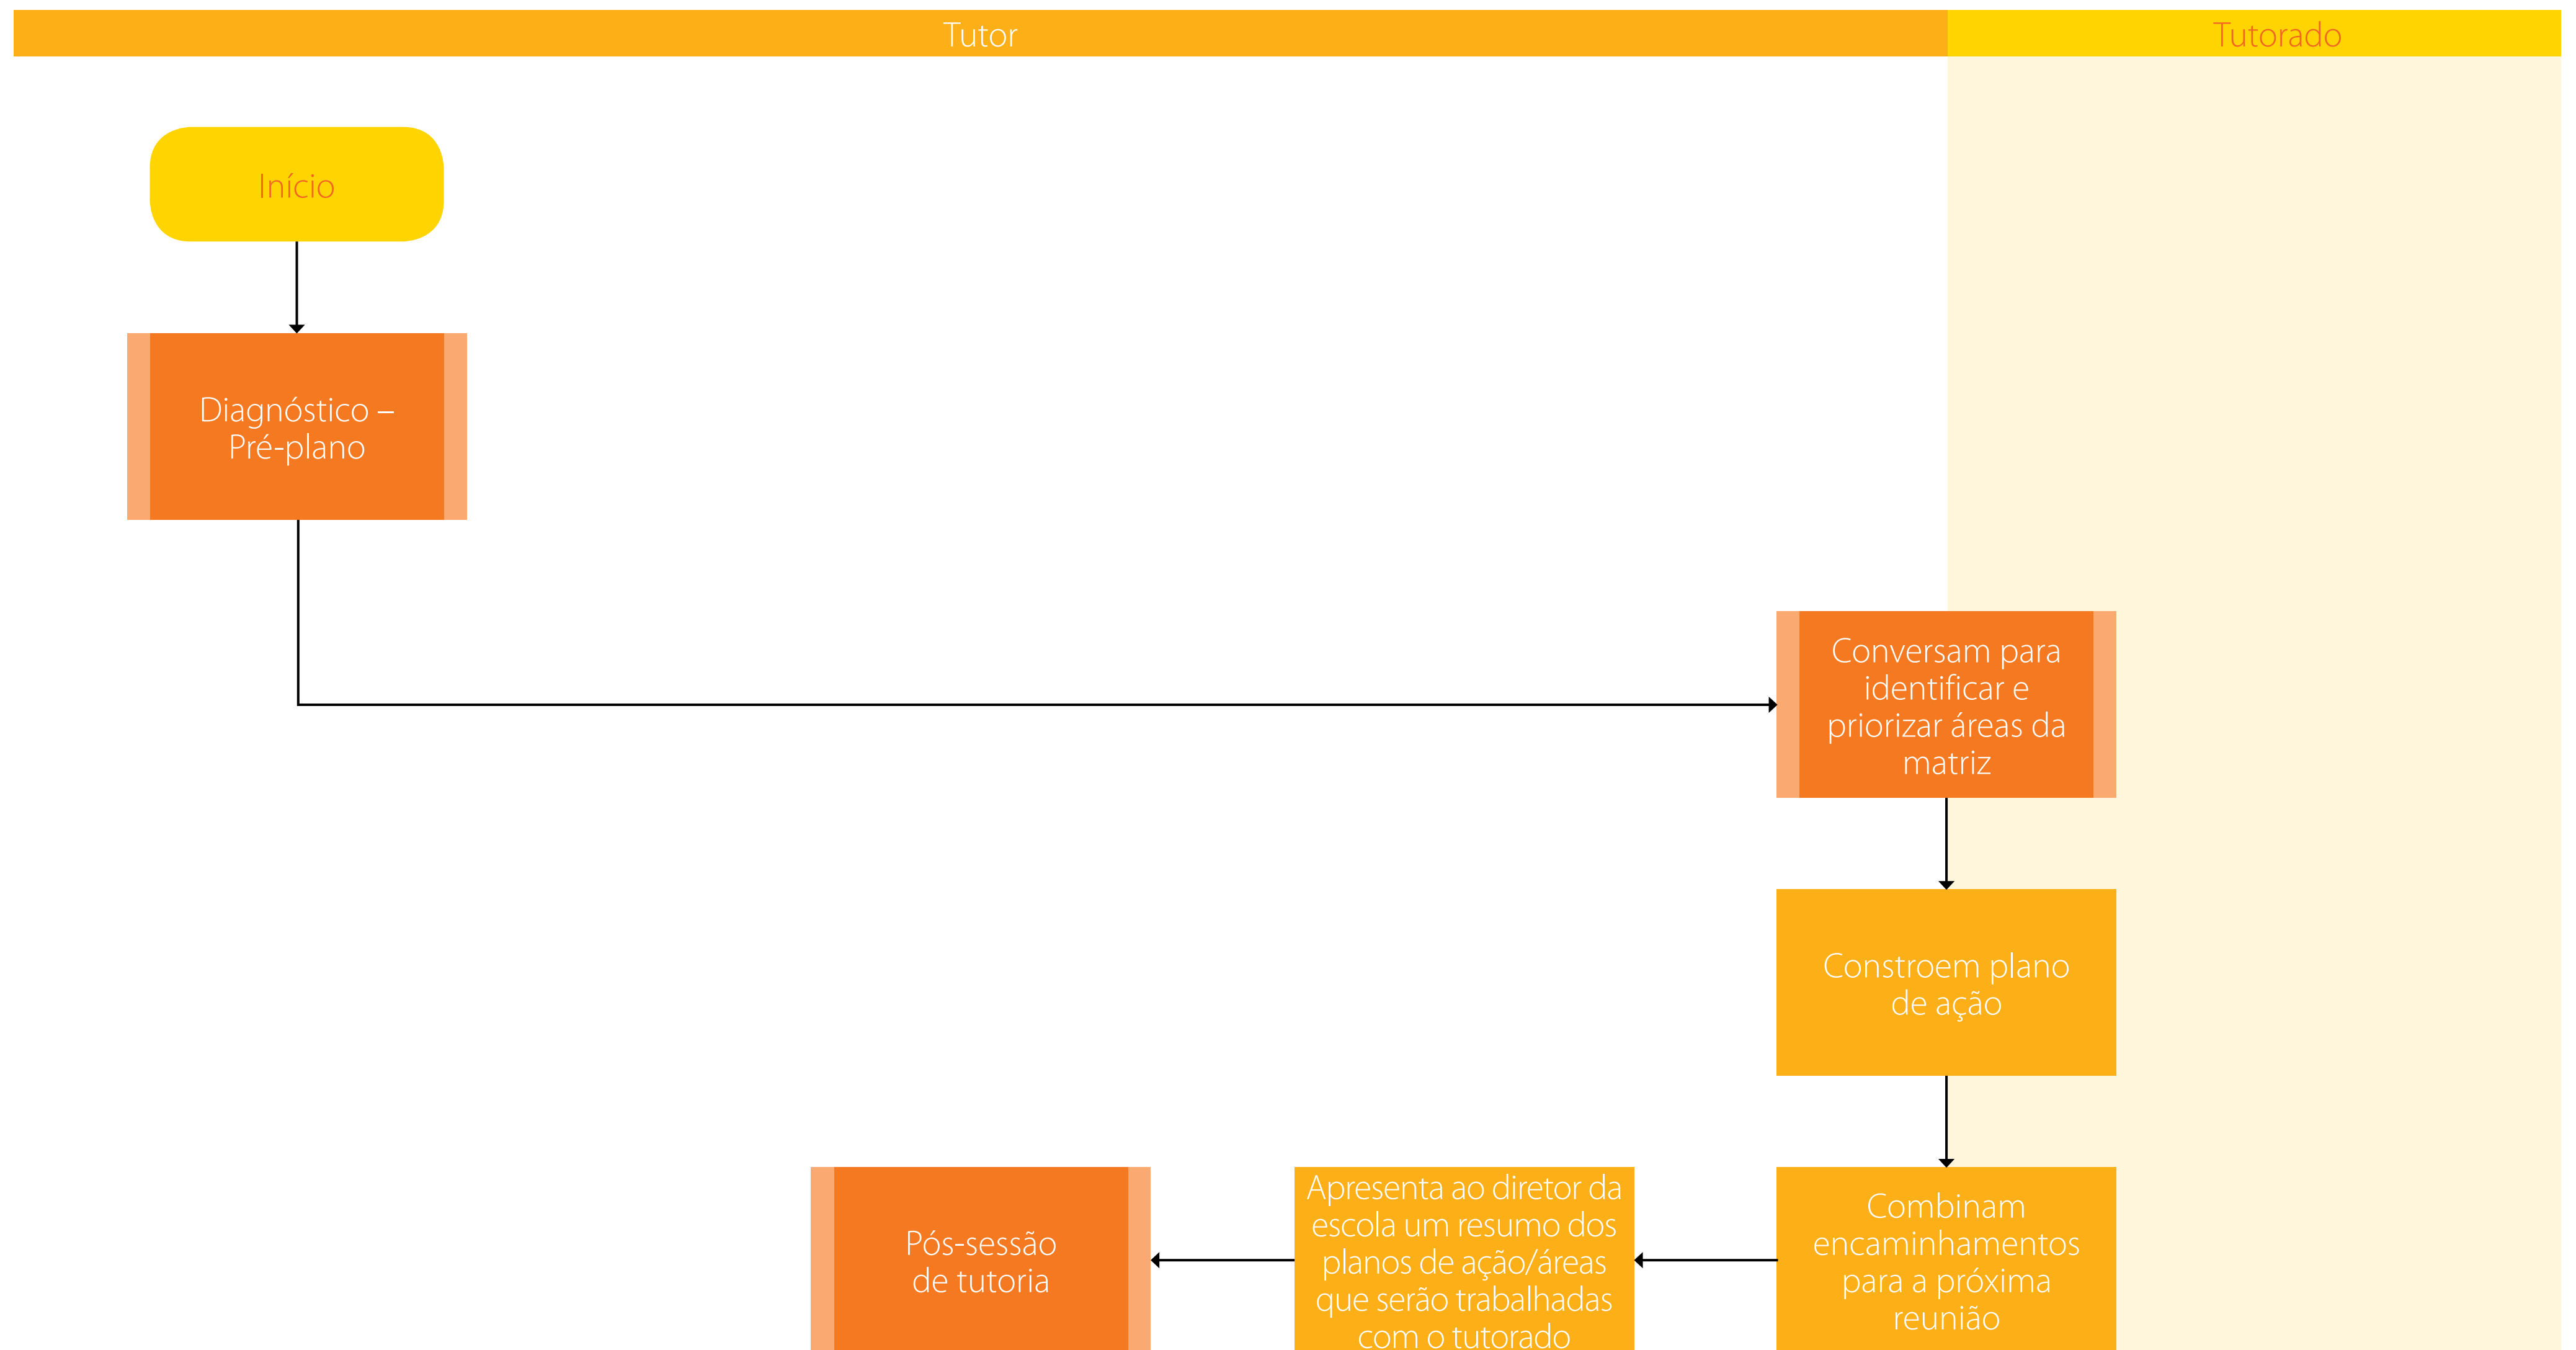 Tutor
Tutorado
Início
Diagnóstico –
Pré-plano
Conversam para
identificar e
priorizar áreas da
matriz
Constroem plano
de ação
Combinam
encaminhamentos
para a próxima
reunião
Apresenta ao diretor da
escola um resumo dos
planos de ação/áreas
que serão trabalhadas
com o tutorado
Pós-sessão
de tutoria